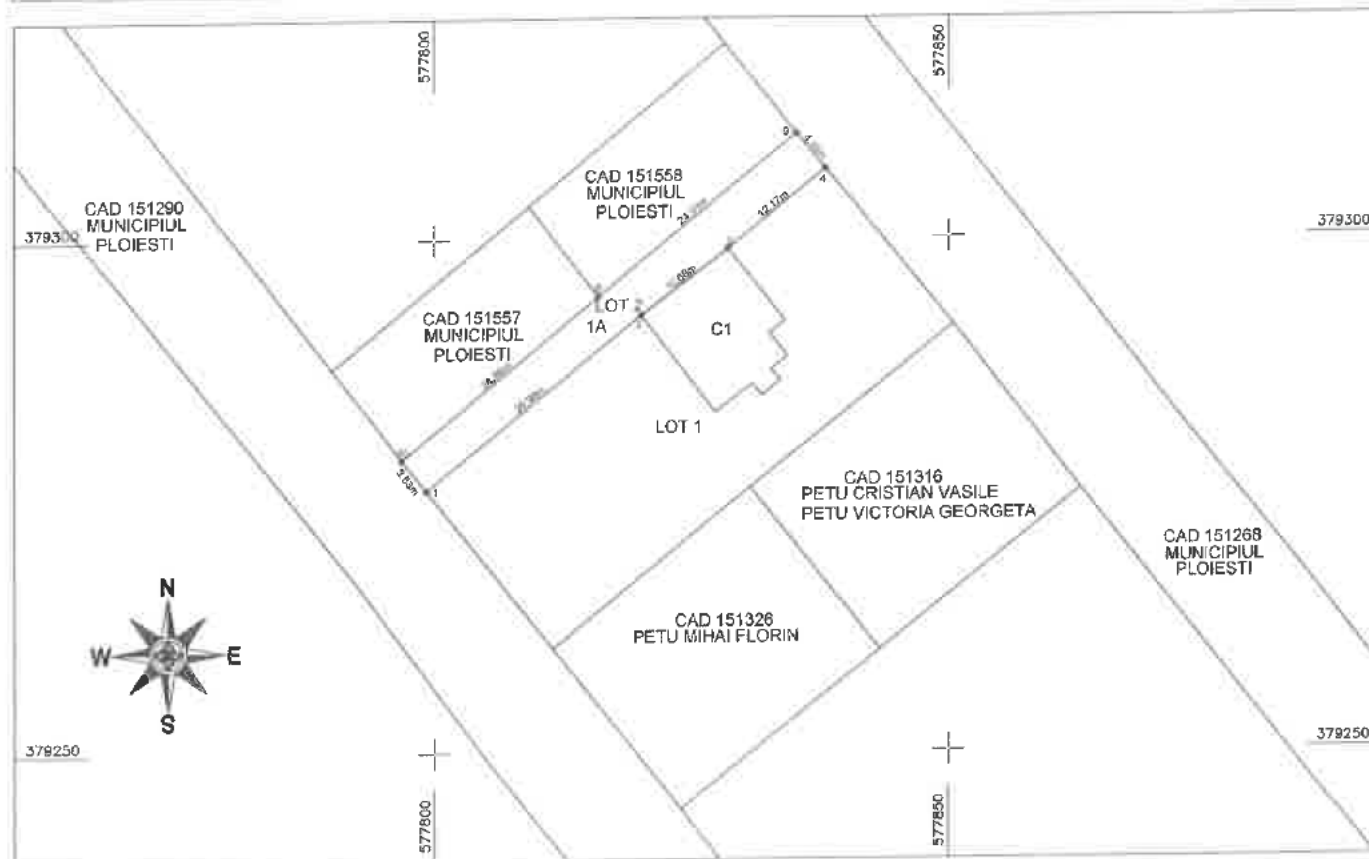 577800
577850
9
4
CAD 151558
MUNICIPIUL
PLOIESTI
12.17m
CAD 151290
MUNICIPIUL
PLOIESTI
379300
379300
LOT
1A
C1
CAD 151557
MUNICIPIUL
PLOIESTI
LOT 1
1
CAD 151316
PETU CRISTIAN VASILE
PETU VICTORIA GEORGETA
CAD 151268
MUNICIPIUL
PLOIESTI
N
W
E
S
CAD 151326
PETU MIHAI FLORIN
379250
379250
577800
577850